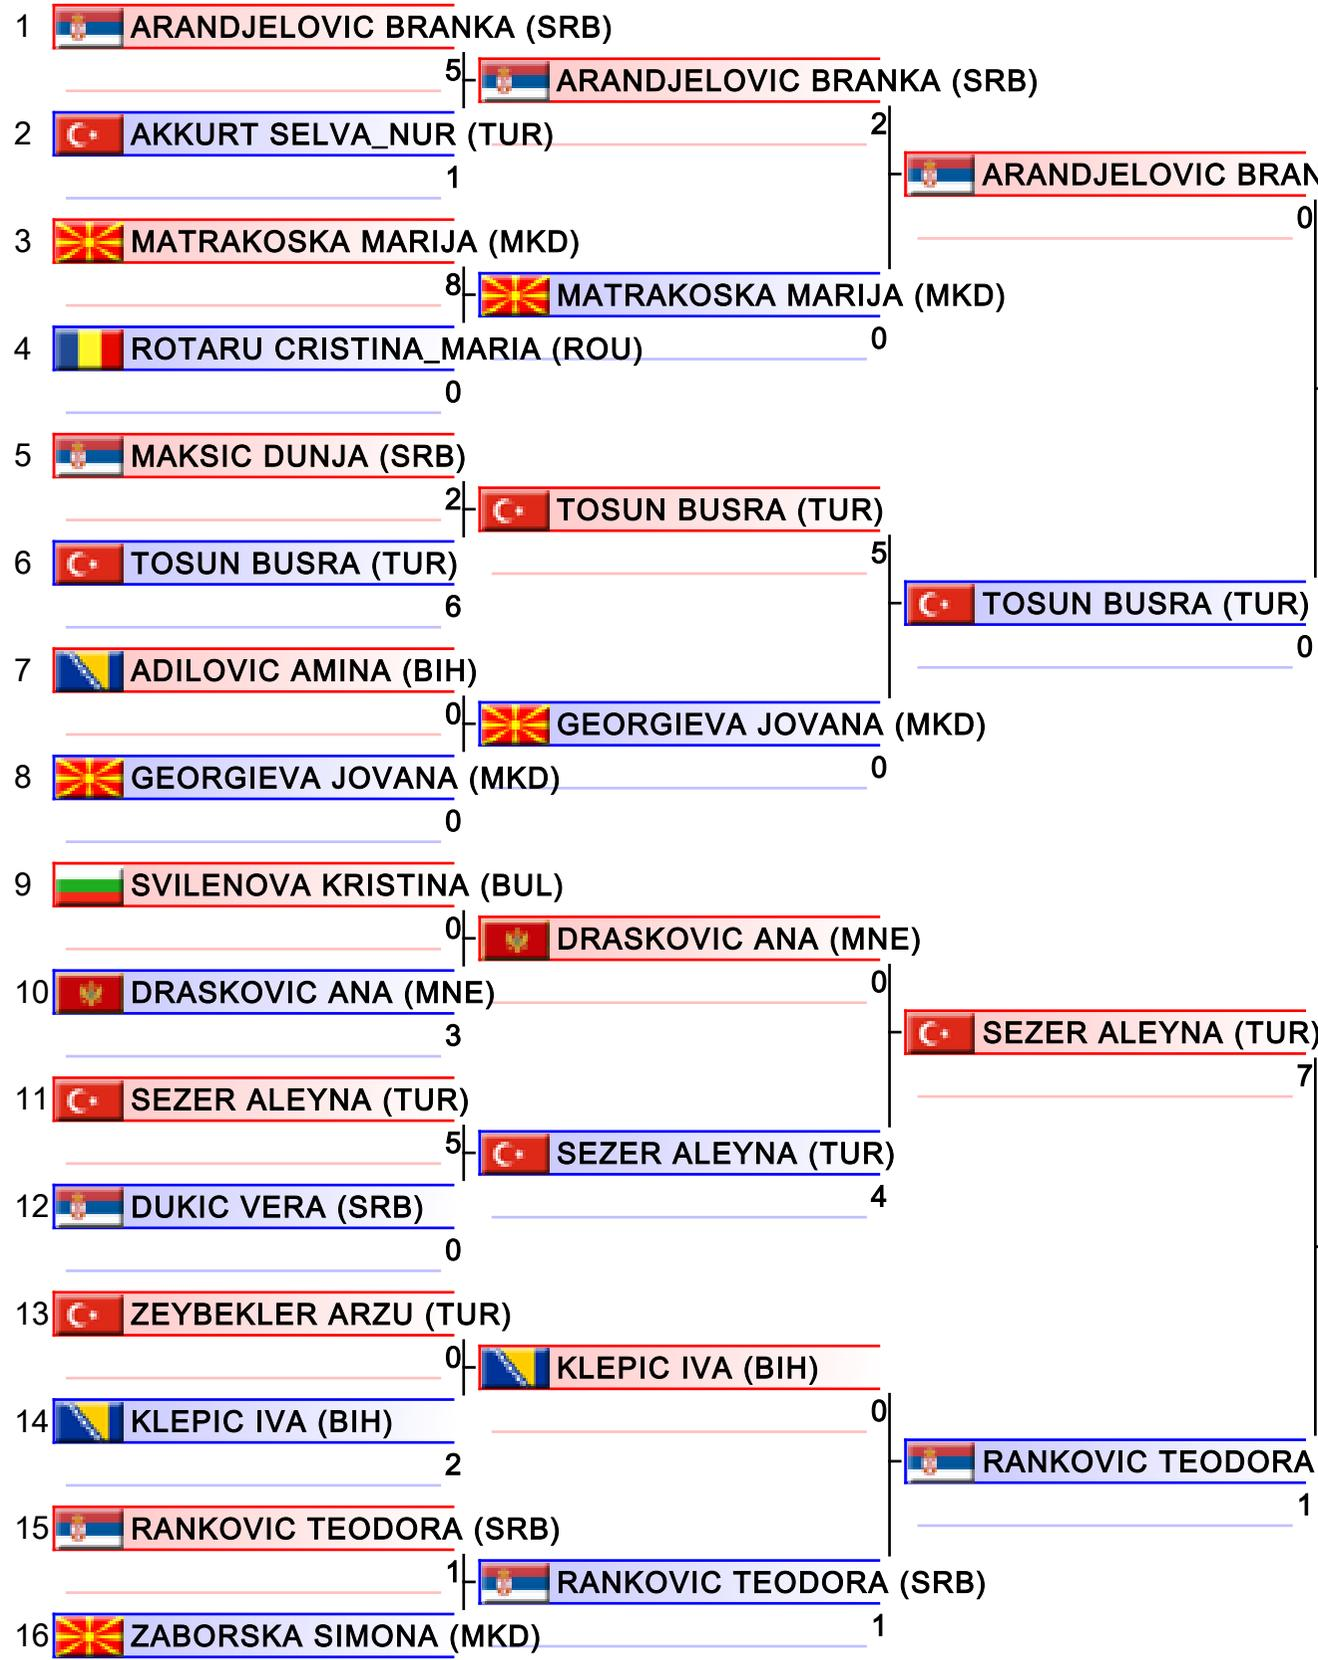 1 ARANDJELOVIC BRANKA (SRB)
5 ARANDJELOVIC BRANKA (SRB)
2 AKKURT SELVA_NUR (TUR)
2
ARANDJELOVIC BRAN
1
0
3 MATRAKOSKA MARIJA (MKD)
8 MATRAKOSKA MARIJA (MKD)
4 ROTARU CRISTINA_MARIA (ROU)
0
0
5 MAKSIC DUNJA (SRB)
2 TOSUN BUSRA (TUR)
6 TOSUN BUSRA (TUR)
5
6 TOSUN BUSRA (TUR)
0
7 ADILOVIC AMINA (BIH)
0 GEORGIEVA JOVANA (MKD)
8 GEORGIEVA JOVANA (MKD)
0
0
9 SVILENOVA KRISTINA (BUL)
0 DRASKOVIC ANA (MNE)
10 DRASKOVIC ANA (MNE)
0
3 SEZER ALEYNA (TUR)
7
11 SEZER ALEYNA (TUR)
5 SEZER ALEYNA (TUR)
12 DUKIC VERA (SRB)
4
0
13 ZEYBEKLER ARZU (TUR)
0 KLEPIC IVA (BIH)
14 KLEPIC IVA (BIH)
0
2 RANKOVIC TEODORA
1
15 RANKOVIC TEODORA (SRB)
1 RANKOVIC TEODORA (SRB)
16 ZABORSKA SIMONA (MKD)
1